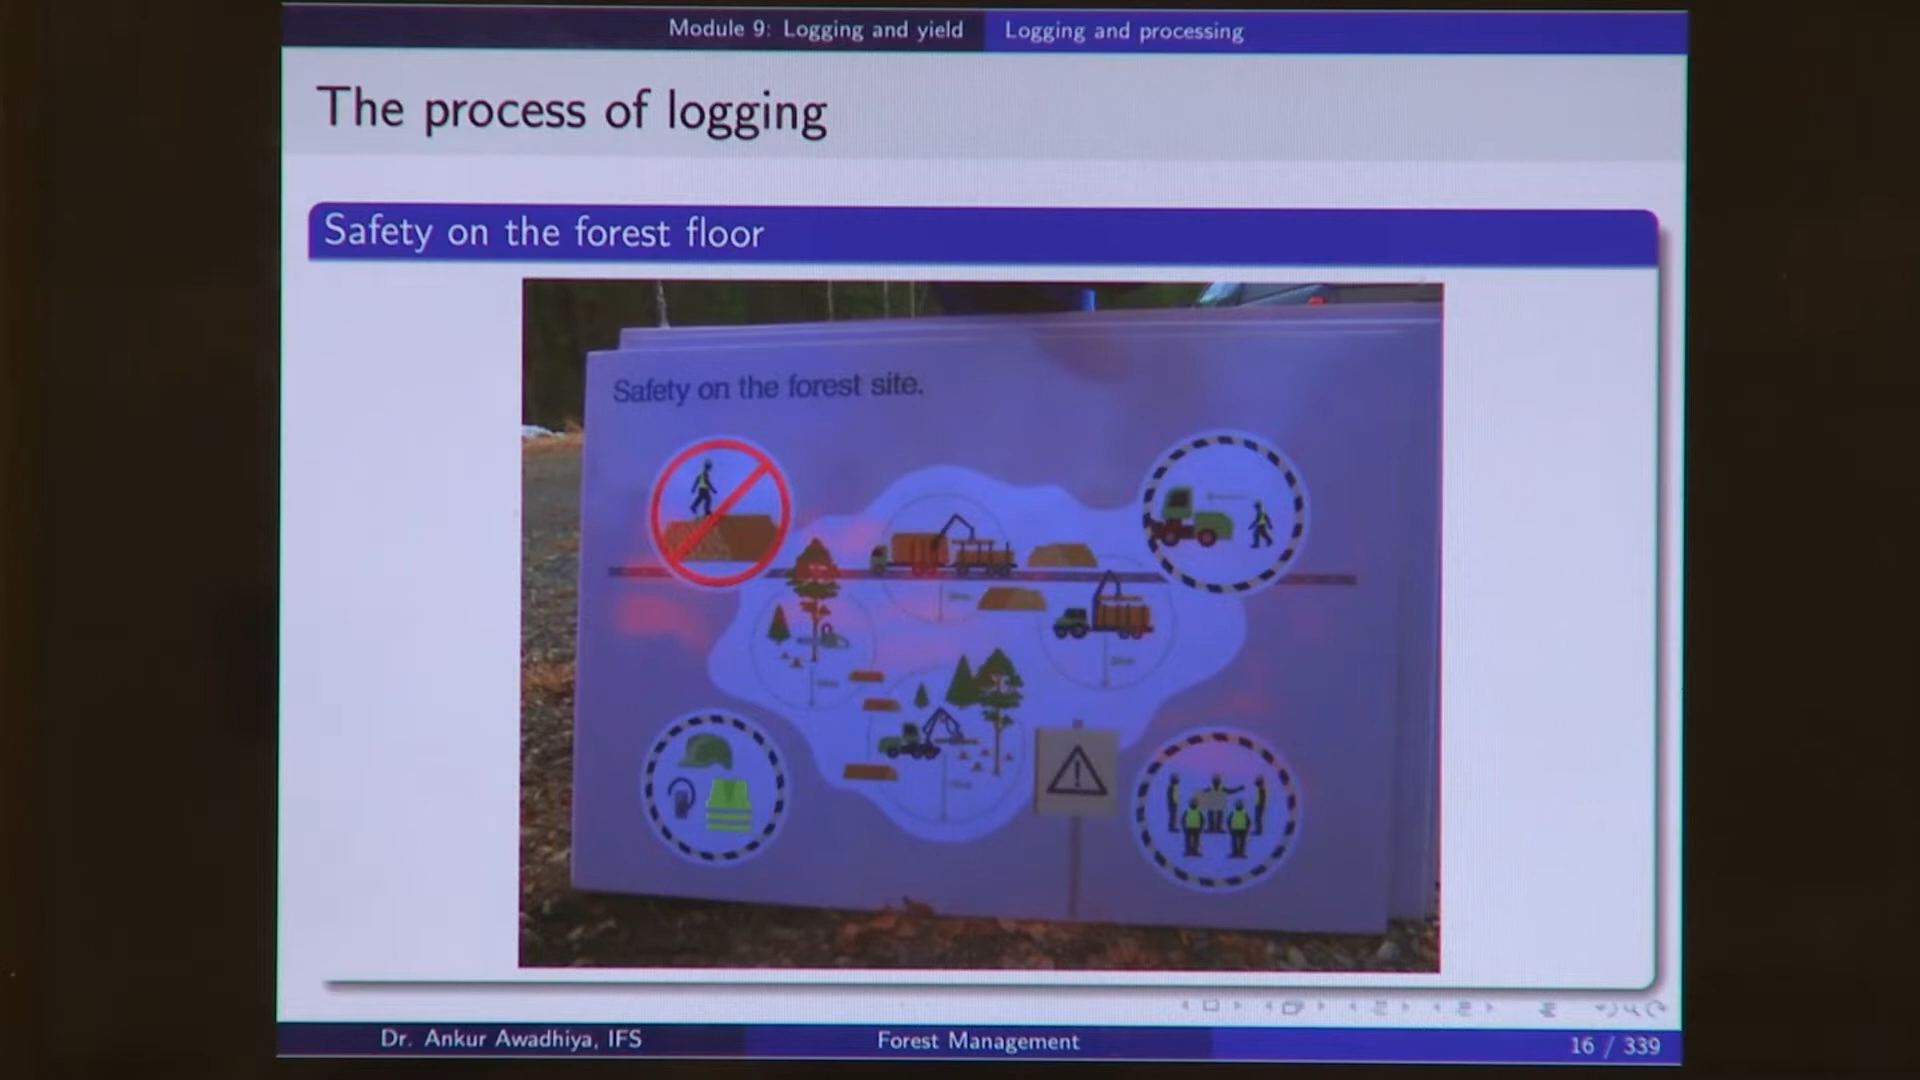 Module 9: Logging and yield Logging and processing
The process of logging
Safety on the forest floor
Safety on the forest site.
Dr. Ankur Awadhiya, IFS Forest Management 16 / 339